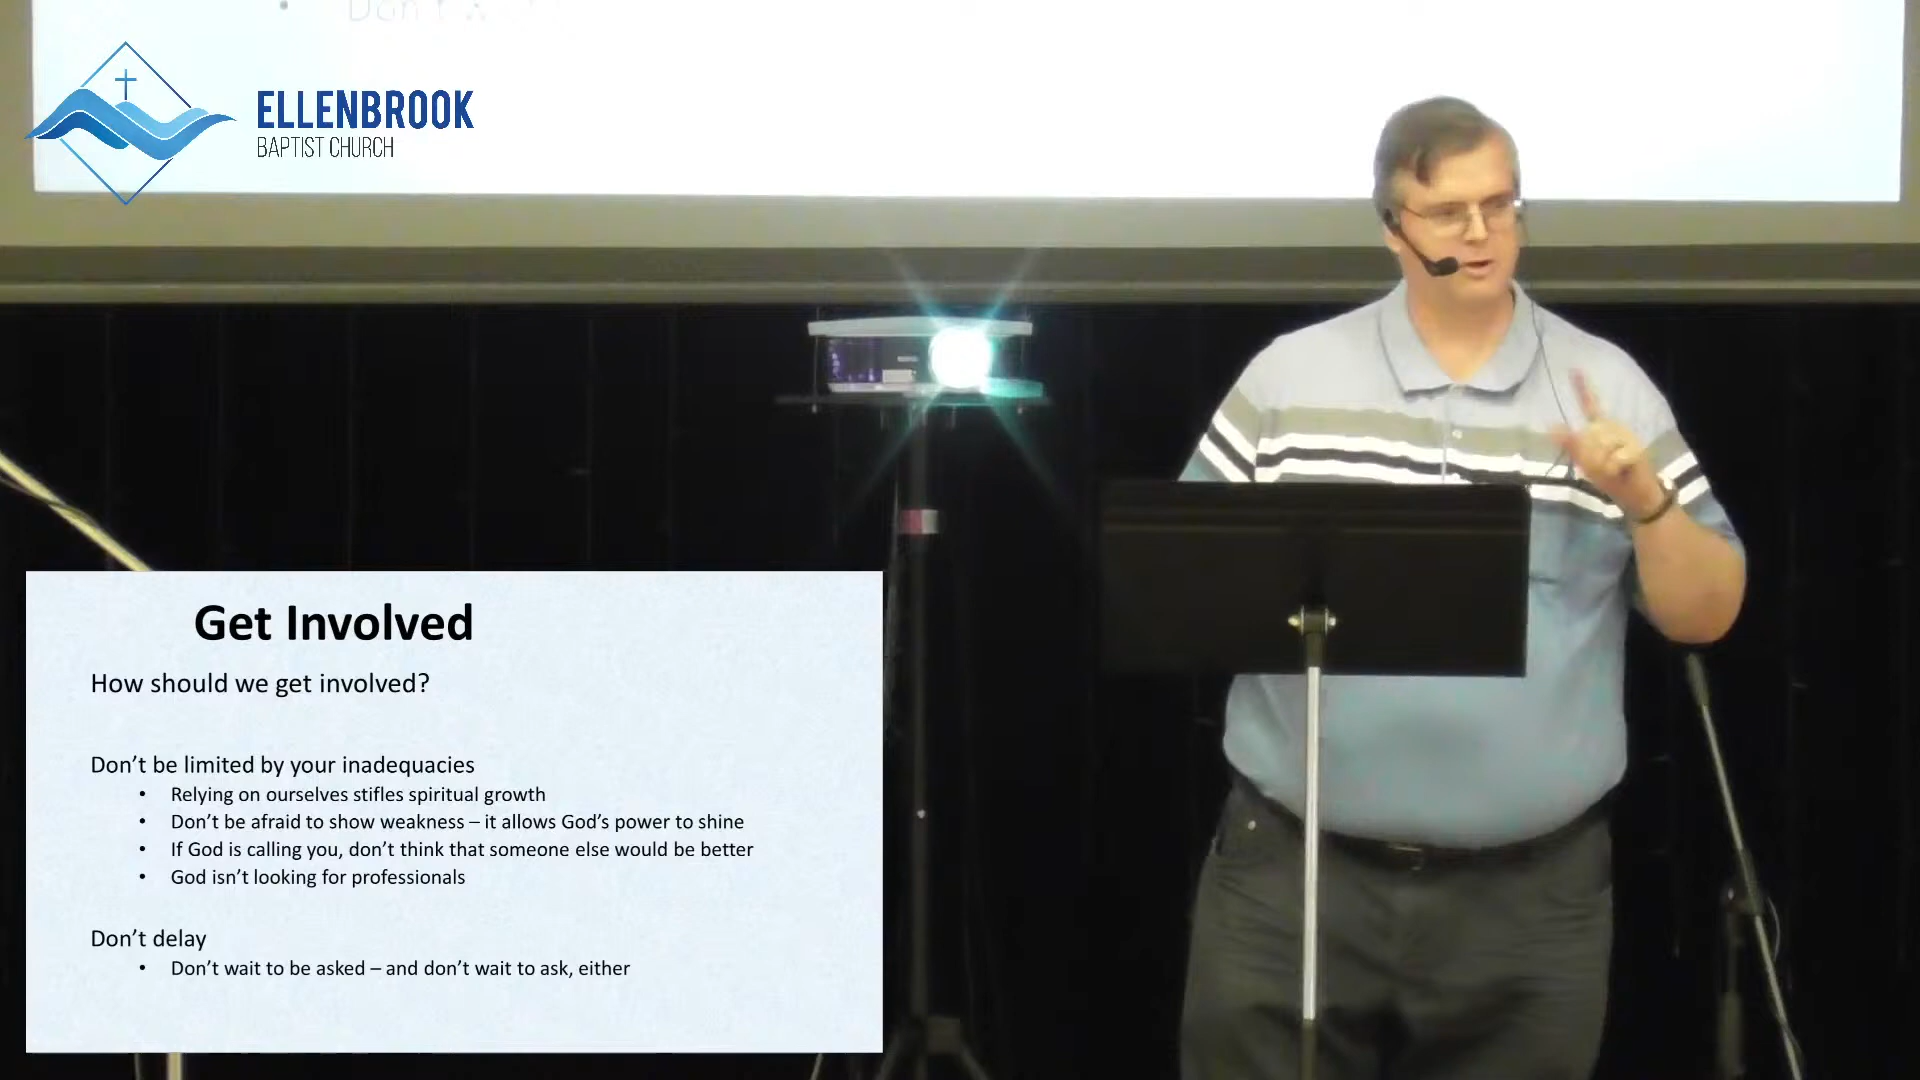 Don't
ELLENBROOK
BAPTIST CHURCH
Get Involved
How should we get involved?
Don’t be limited by your inadequacies
• Relying on ourselves stifles spiritual growth
• Don’t be afraid to show weakness – it allows God’s power to shine
• If God is calling you, don’t think that someone else would be better
• God isn’t looking for professionals
Don’t delay
• Don’t wait to be asked – and don’t wait to ask, either